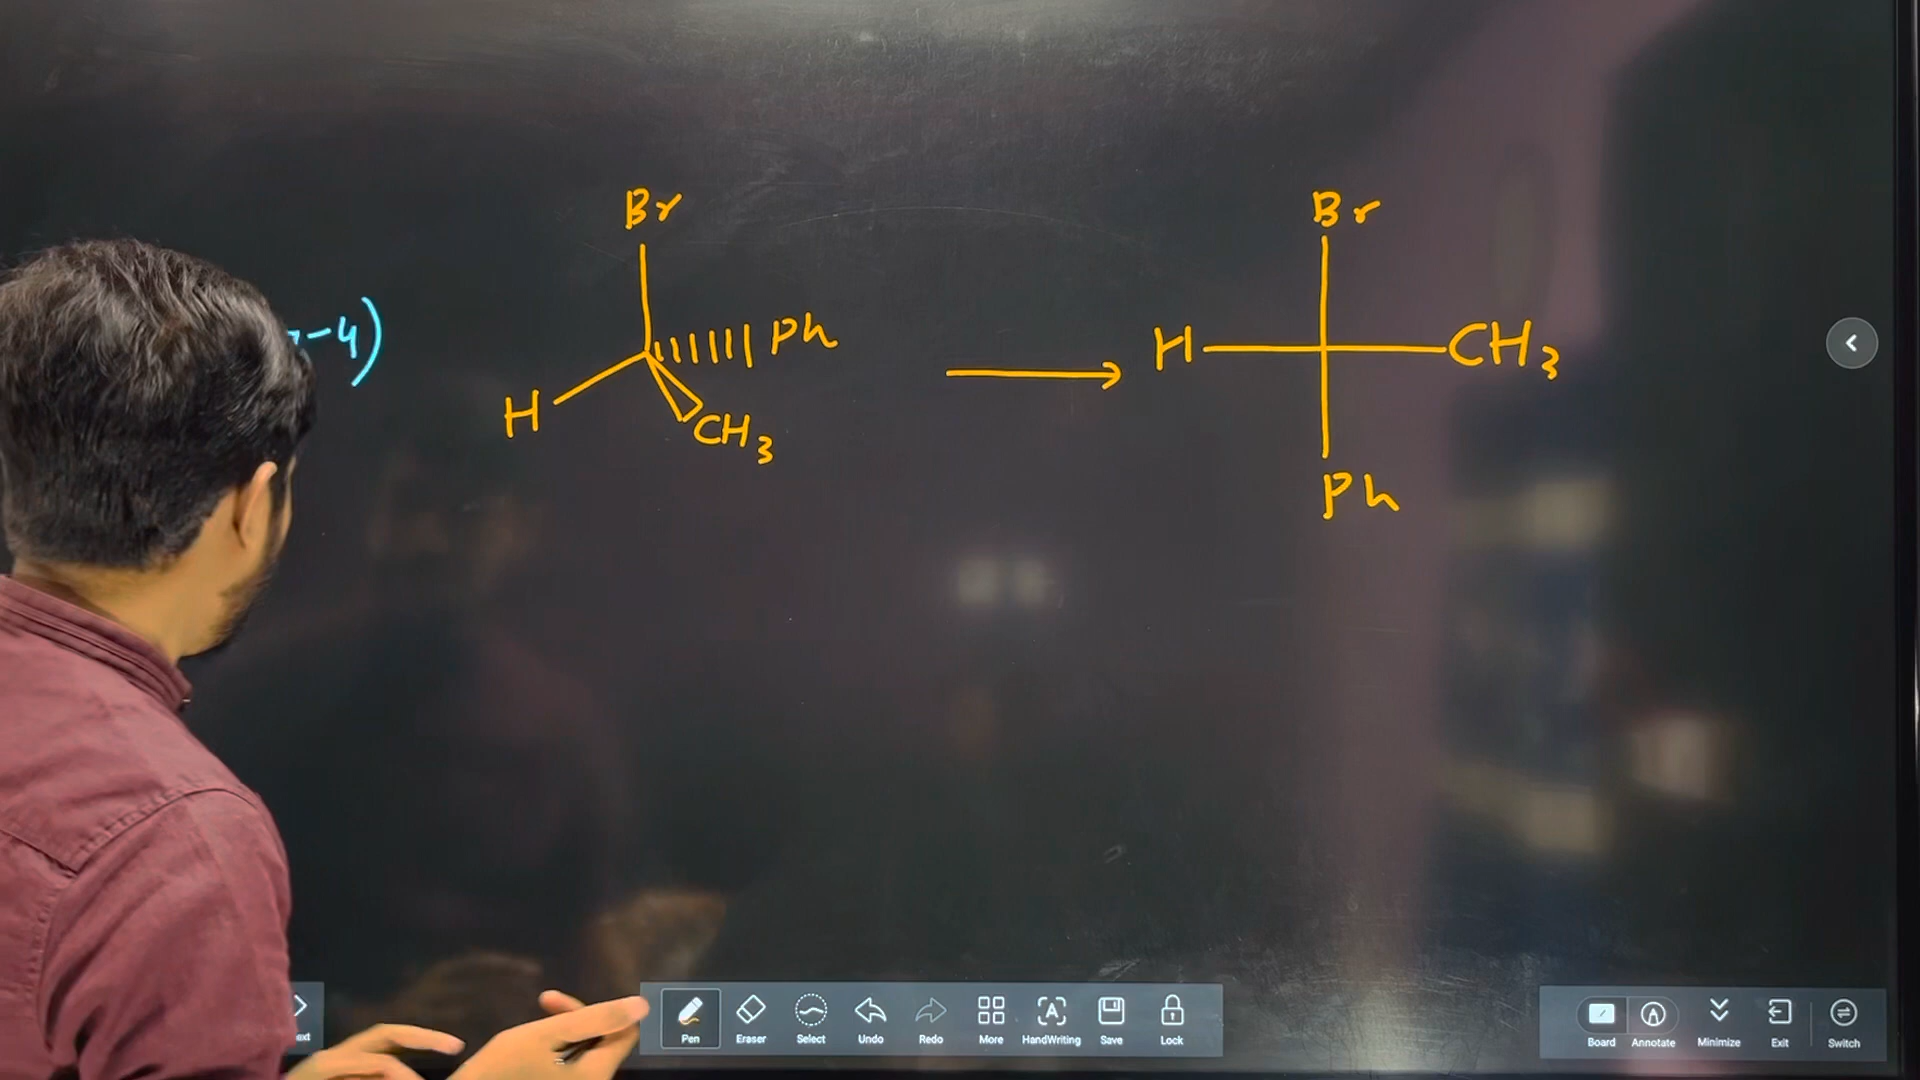 Br
Br
-4)
Ph
H
CH3
H
CH3
Ph
Pen
Eraser
Select
Undo
Redo
More
HandWriting
Save
Lock
Board
Annotate
Minimize
Exit
Switch